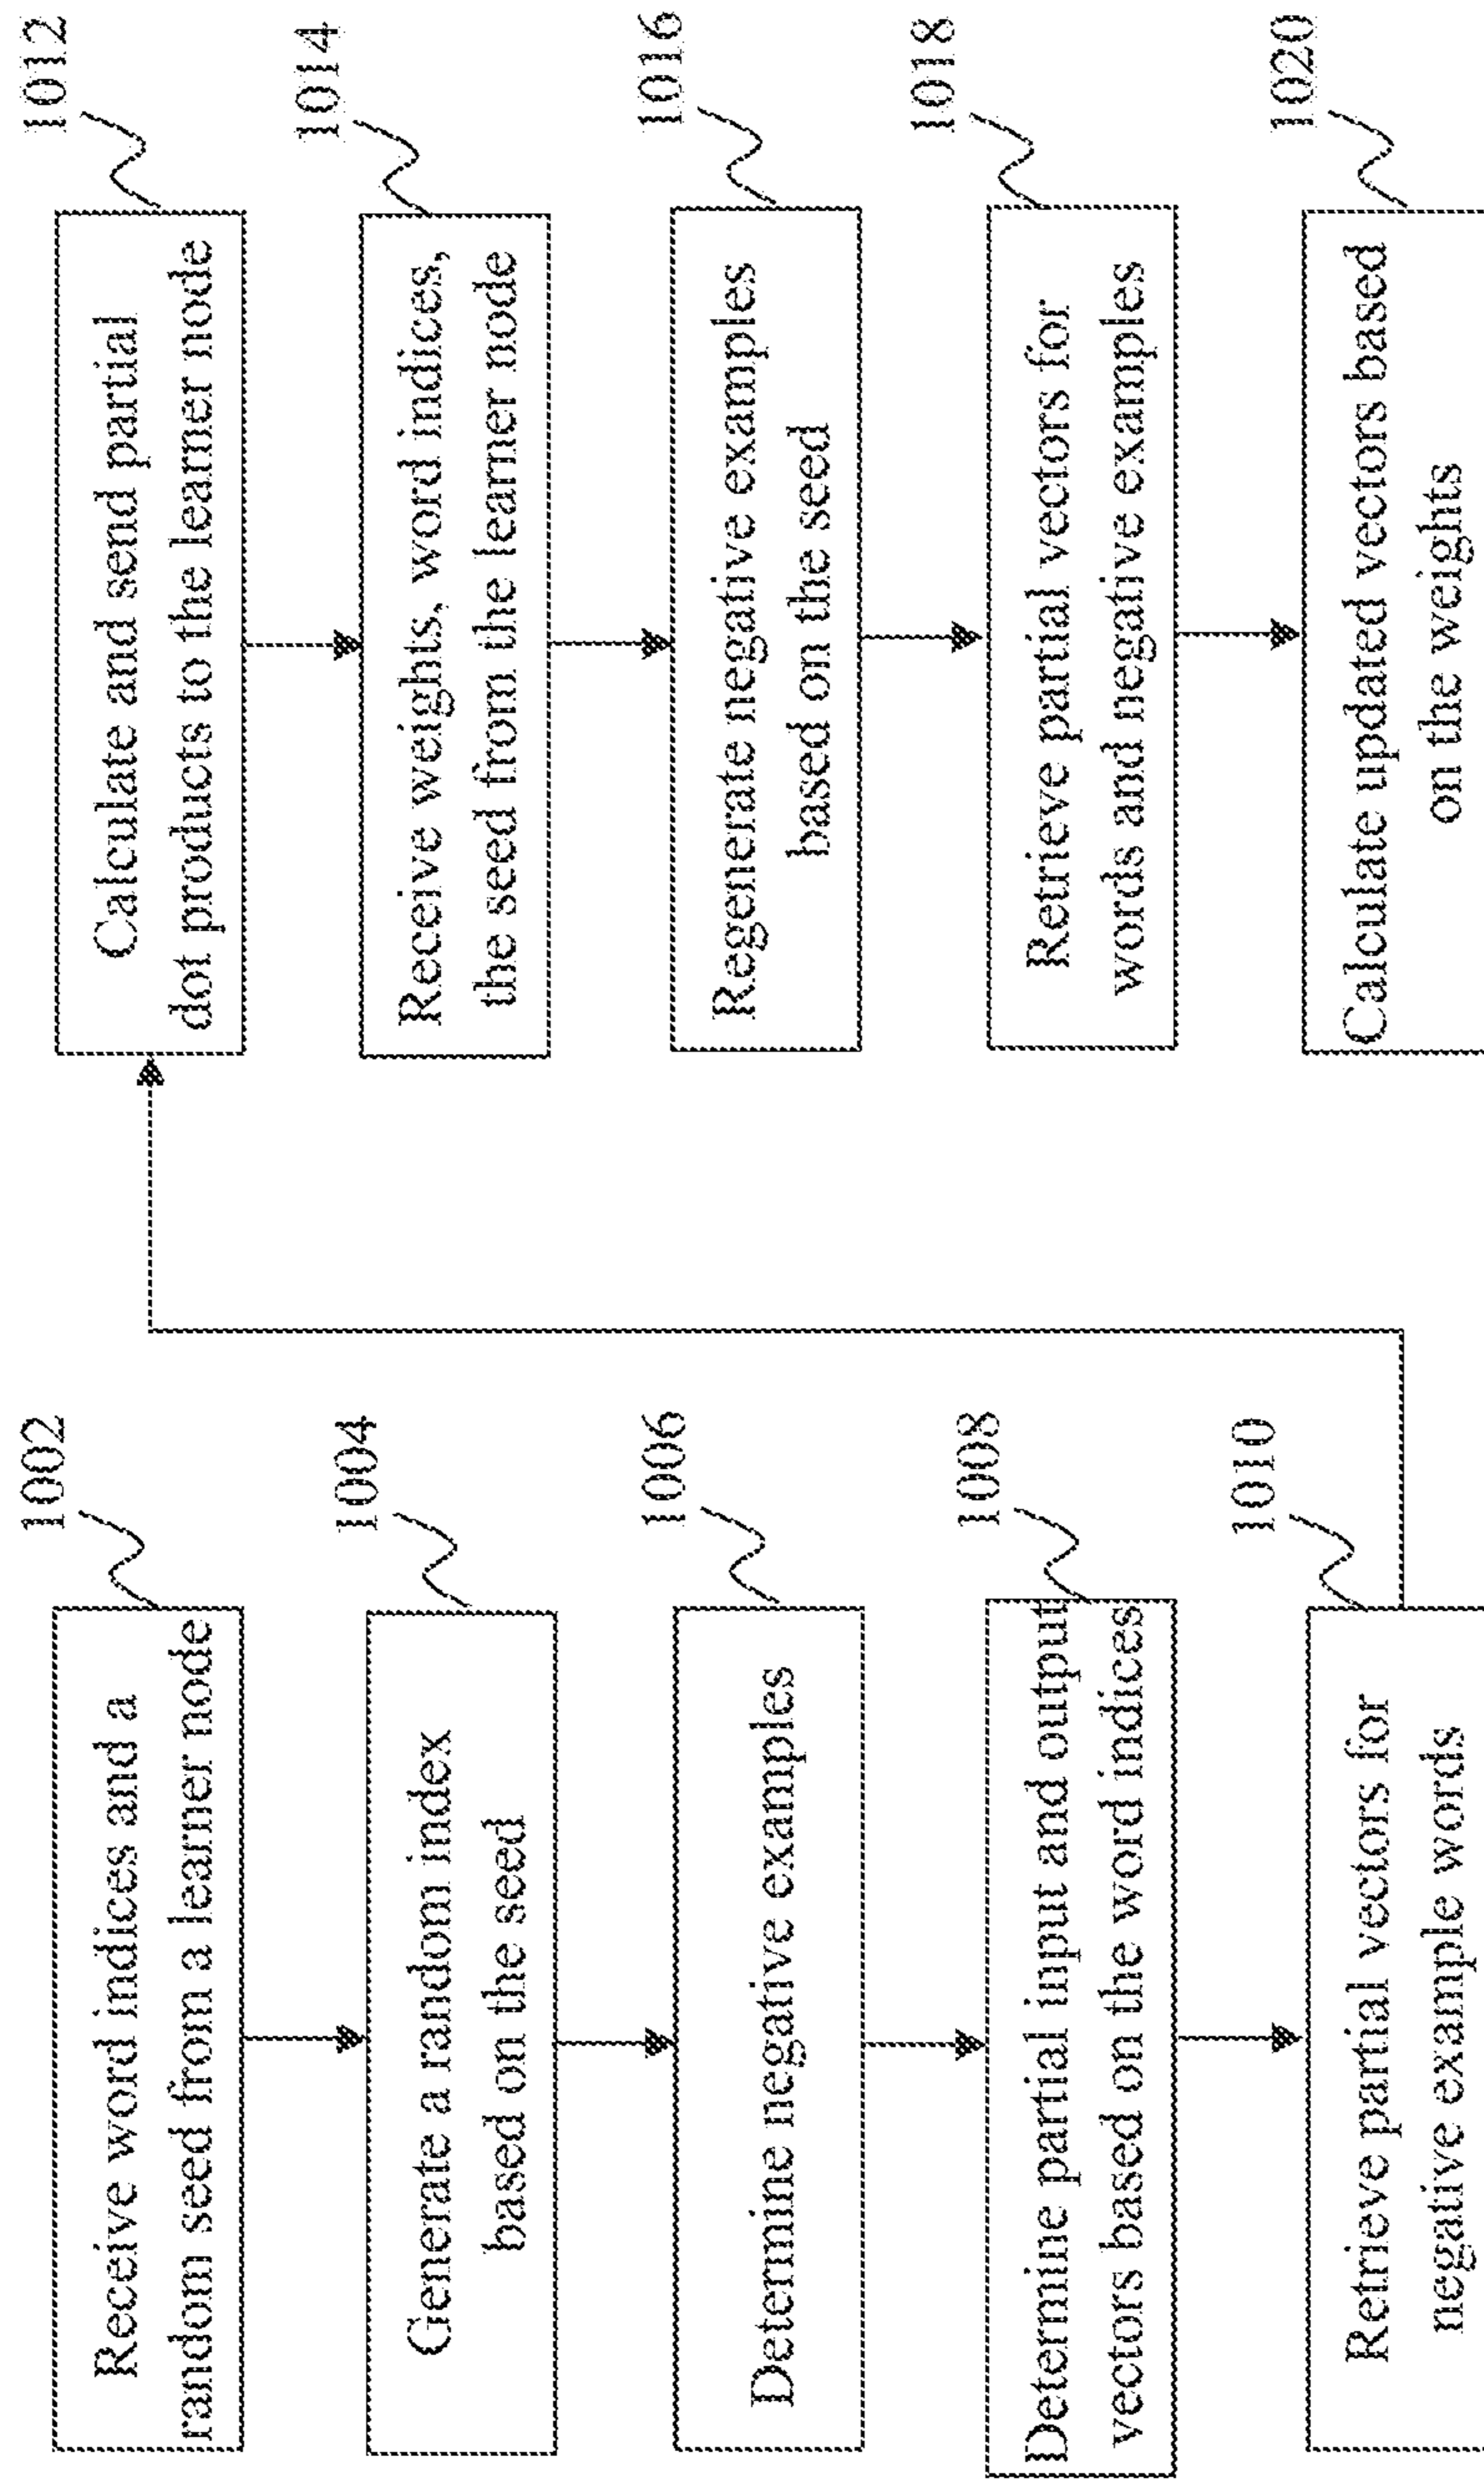 1002
Receive word indices and a
random seed from a learner node
1004
Generate a random index
based on the seed
1006
Determine negative examples
1008
Determine partial input and output
vectors based on the word indices
1010
Retrieve partial vectors for
negative example words
1012
Calculate and send partial
dot products to the learner node
1014
Receive weights, word indices,
the seed from the learner node
1016
Regenerate negative examples
based on the seed
1018
Retrieve partial vectors for
words and negative examples
1020
Calculate updated vectors based
on the weights